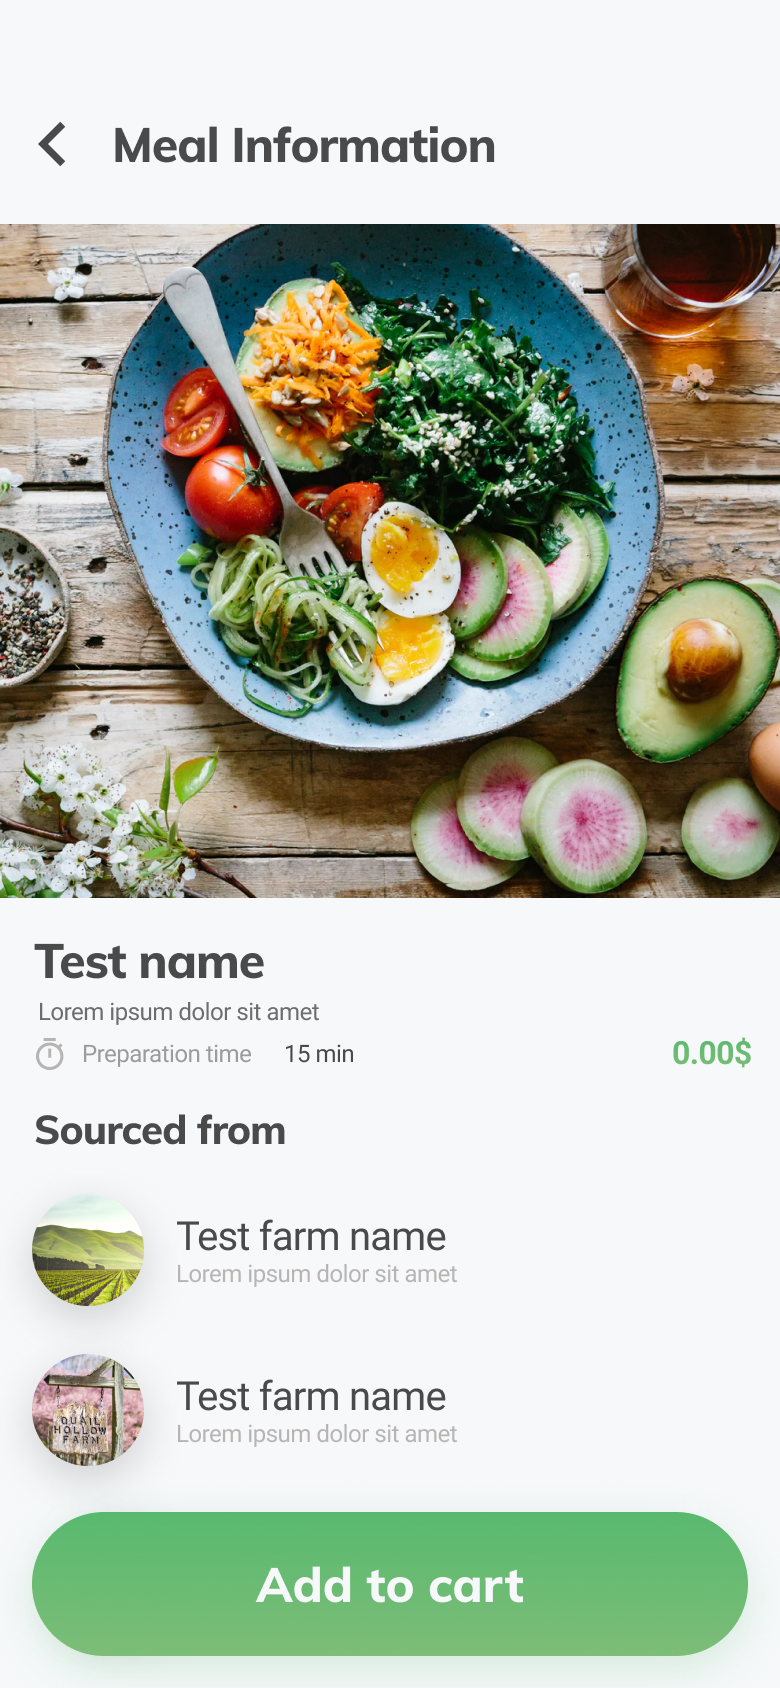 Meal Information
Test name
Lorem ipsum dolor sit amet
Preparation time 15 min 0.00$
Sourced from
Test farm name
Lorem ipsum dolor sit amet
QUAIL
HOLLOW
FARM
Test farm name
Lorem ipsum dolor sit amet
Add to cart